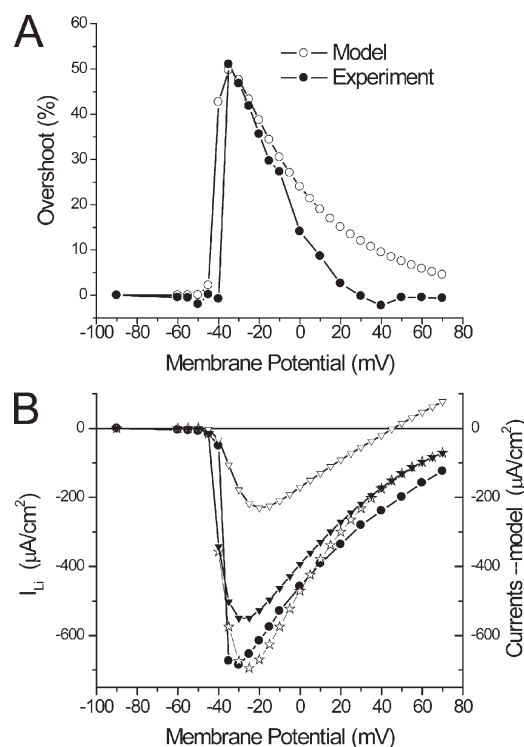 A
60
50
40
30
20
10
0
Overshoot (%)
Model
Experiment
-100 -80 -60 -40 -20 0 20 40 60 80
Membrane Potential (mV)
B
0
-200
-400
-600
I_Li (µA/cm²)
0
-200
-400
-600
Currents --model (µA/cm²)
-100 -80 -60 -40 -20 0 20 40 60 80
Membrane Potential (mV)